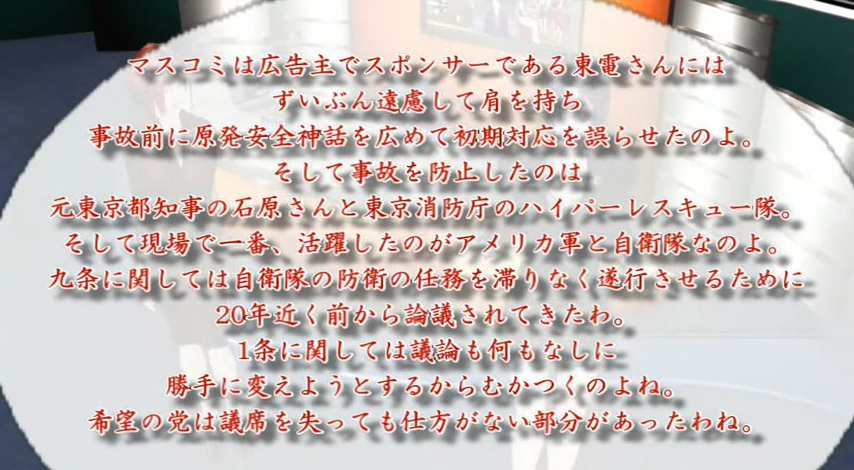 マスコミは広告主でスポンサーである東電さんには
ずいぶん遠慮して肩を持ち
事故前に原発安全神話を広めて初期対応を誤らせたのよ。
そして事故を防止したのは
元東京都知事の石原さんと東京消防庁のハイパーレスキュー隊。
そして現場で一番、活躍したのがアメリカ軍と自衛隊なのよ。
九条に関しては自衛隊の防衛の任務を滞りなく遂行させるために
20年近く前から論議されてきたわ。
1条に関しては議論も何もなしに
勝手に変えようとするからむかつくのよね。
希望の党は議席を失っても仕方がない部分があったわね。